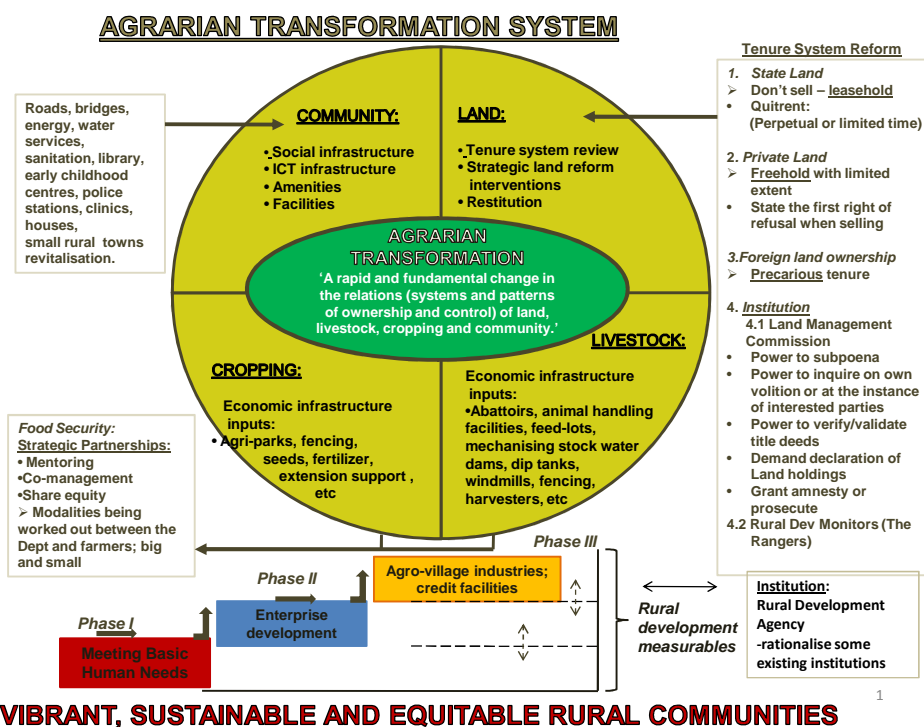 AGRARIAN TRANSFORMATION SYSTEM
Roads, bridges,
energy, water
services,
sanitation, library,
early childhood
centres, police
stations, clinics,
houses,
small rural towns
revitalisation.
COMMUNITY:
• Social infrastructure
• ICT infrastructure
• Amenities
• Facilities
LAND:
• Tenure system review
• Strategic land reform
interventions
• Restitution
AGRARIAN
TRANSFORMATION
‘A rapid and fundamental change in
the relations (systems and patterns
of ownership and control) of land,
livestock, cropping and community.’
CROPPING:
Economic infrastructure
inputs:
• Agri-parks, fencing,
seeds, fertilizer,
extension support ,
etc
LIVESTOCK:
Economic infrastructure
inputs:
•Abattoirs, animal handling
facilities, feed-lots,
mechanising stock water
dams, dip tanks,
windmills, fencing,
harvesters, etc
Tenure System Reform
1. State Land
➢ Don’t sell – leasehold
• Quitrent:
(Perpetual or limited time)
2. Private Land
➢ Freehold with limited
extent
• State the first right of
refusal when selling
3.Foreign land ownership
➢ Precarious tenure
4. Institution
4.1 Land Management
Commission
• Power to subpoena
• Power to inquire on own
volition or at the instance
of interested parties
• Power to verify/validate
title deeds
• Demand declaration of
Land holdings
• Grant amnesty or
prosecute
4.2 Rural Dev Monitors (The
Rangers)
Food Security:
Strategic Partnerships:
• Mentoring
•Co-management
•Share equity
➢ Modalities being
worked out between the
Dept and farmers; big
and small
Phase I
Meeting Basic
Human Needs
Phase II
Enterprise
development
Phase III
Agro-village industries;
credit facilities
Rural
development
measurables
Institution:
Rural Development
Agency
-rationalise some
existing institutions
1
VIBRANT, SUSTAINABLE AND EQUITABLE RURAL COMMUNITIES